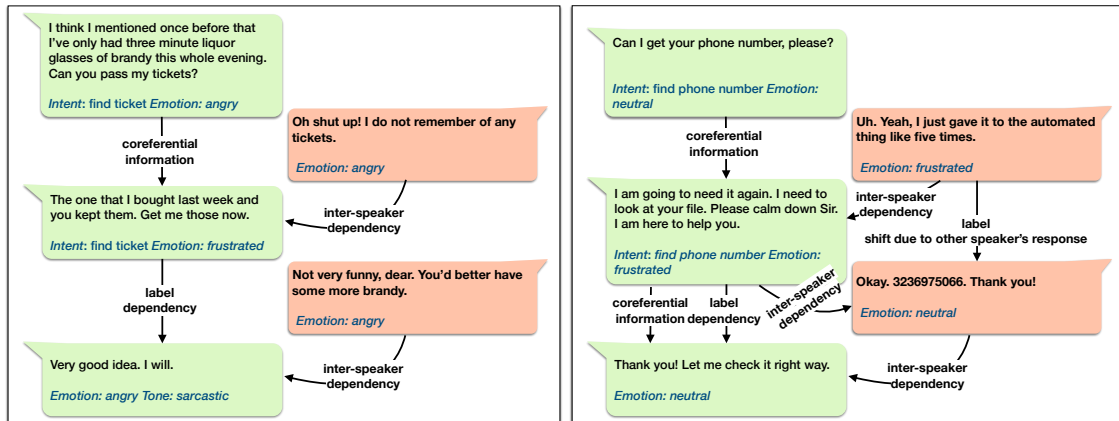 I think I mentioned once before that
I've only had three minute liquor
glasses of brandy this whole evening.
Can you pass my tickets?
Intent: find ticket Emotion: angry
Oh shut up! I do not remember of any
tickets.
Emotion: angry
coreferential
information
The one that I bought last week and
you kept them. Get me those now.
Intent: find ticket Emotion: frustrated
inter-speaker
dependency
Not very funny, dear. You'd better have
some more brandy.
Emotion: angry
label
dependency
Very good idea. I will.
Emotion: angry Tone: sarcastic
inter-speaker
dependency
Can I get your phone number, please?
Intent: find phone number Emotion:
neutral
Uh. Yeah, I just gave it to the automated
thing like five times.
Emotion: frustrated
coreferential
information
I am going to need it again. I need to
look at your file. Please calm down Sir.
I am here to help you.
Intent: find phone number Emotion:
frustrated
inter-speaker
dependency
label
shift due to other speaker's response
Okay. 3236975066. Thank you!
Emotion: neutral
coreferential
information
label
dependency
inter-speaker
dependency
Thank you! Let me check it right way.
Emotion: neutral
inter-speaker
dependency